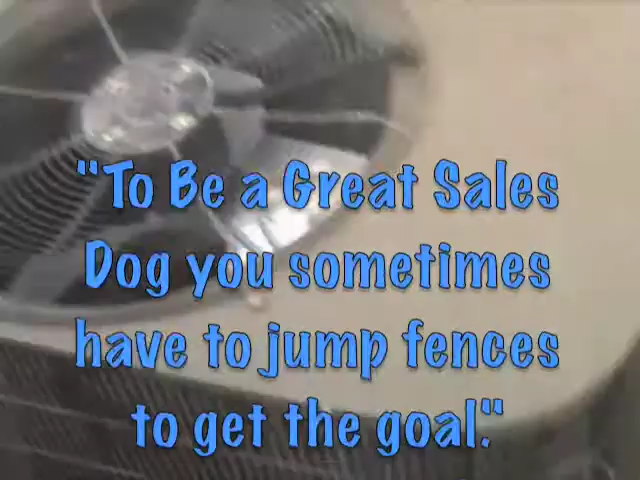 "To Be a Great Sales
Dog you sometimes
have to jump fences
to get the goal."